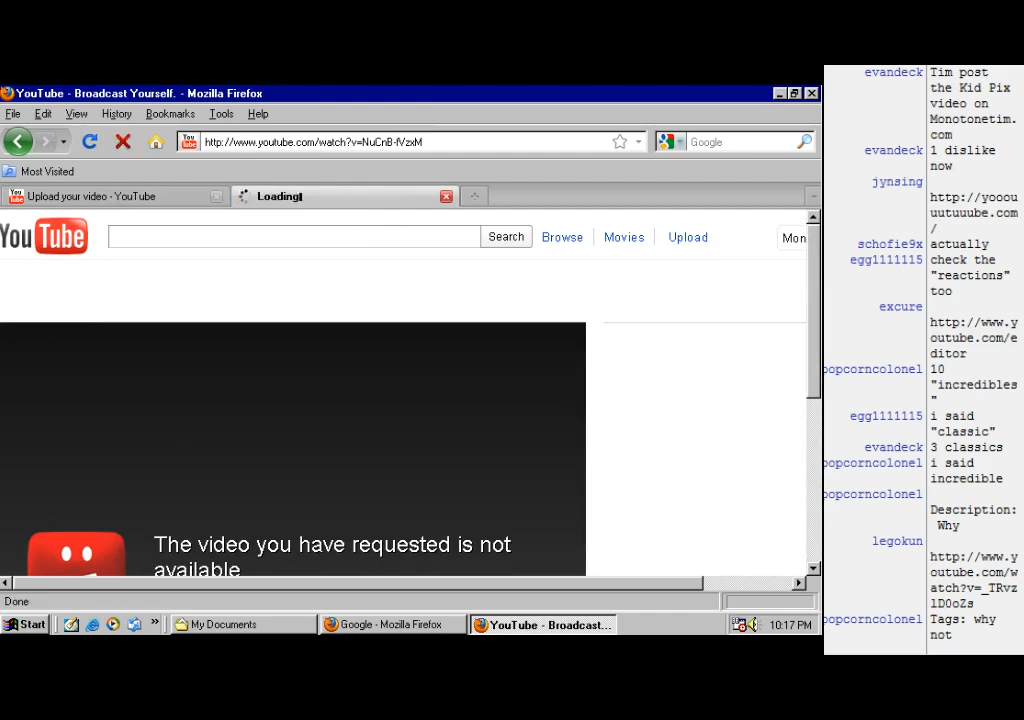 YouTube - Broadcast Yourself. - Mozilla Firefox
File Edit View History Bookmarks Tools Help
You Tube http://www.youtube.com/watch?v=NuCnB-fVzxM Google
Most Visited
You Tube Upload your video - YouTube Loading
YouTube Search Browse Movies Upload Mon
The video you have requested is not
available
Done
Start My Documents Google - Mozilla Firefox YouTube - Broadcast... 10:17 PM
evandeck Tim post
the Kid Pix
video on
Monotonetim.
com
evandeck 1 dislike
now
jynsing
http://yooou
uutuuube.com
/
schofie9x actually
egg1111115 check the
"reactions"
too
excure
http://www.y
outube.com/e
ditor
popcorncolonel 10
"incredibles
"
egg1111115 i said
"classic"
evandeck 3 classics
popcorncolonel i said
incredible
popcorncolonel
Description:
Why
legokun
http://www.y
outube.com/w
atch?v=_TRvz
lD0oZs
popcorncolonel Tags: why
not